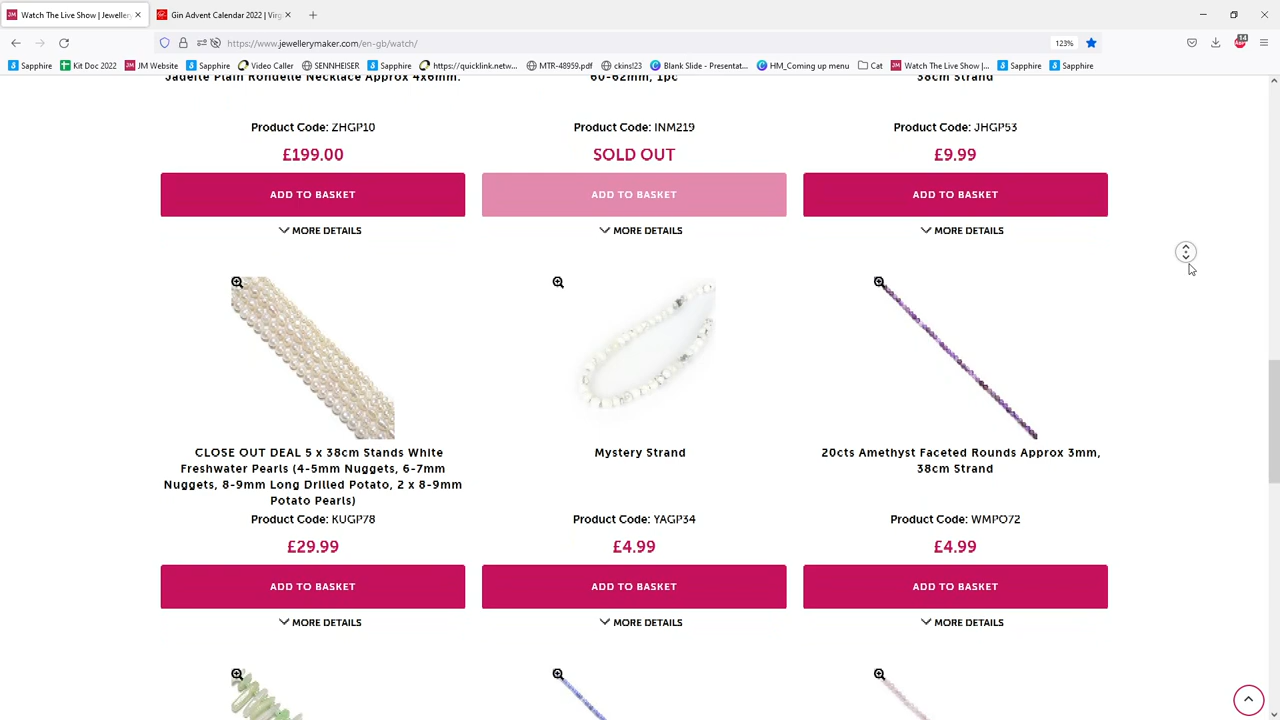 Watch The Live Show | Jeweller
Gin Advent Calendar 2022 | Virg
https://www.jewellerymaker.com/en-gb/watch/
123%
14
Sapphire Kit Doc 2022 JM Website Sapphire Video Caller SENNHEISER Sapphire https://quicklink.netw... MTR-48959.pdf ckins!23 Blank Slide - Presentat... HM_Coming up menu Cat Watch The Live Show |... Sapphire Sapphire
Jadeite Plain Rondelle Necklace Approx 4x6mm.
60-62mm, 1pc
38cm Strand
Product Code: ZHGP10
Product Code: INM219
Product Code: JHGP53
£199.00
SOLD OUT
£9.99
ADD TO BASKET
ADD TO BASKET
ADD TO BASKET
MORE DETAILS
MORE DETAILS
MORE DETAILS
CLOSE OUT DEAL 5 x 38cm Stands White
Freshwater Pearls (4-5mm Nuggets, 6-7mm
Nuggets, 8-9mm Long Drilled Potato, 2 x 8-9mm
Potato Pearls)
Mystery Strand
20cts Amethyst Faceted Rounds Approx 3mm,
38cm Strand
Product Code: KUGP78
Product Code: YAGP34
Product Code: WMPO72
£29.99
£4.99
£4.99
ADD TO BASKET
ADD TO BASKET
ADD TO BASKET
MORE DETAILS
MORE DETAILS
MORE DETAILS